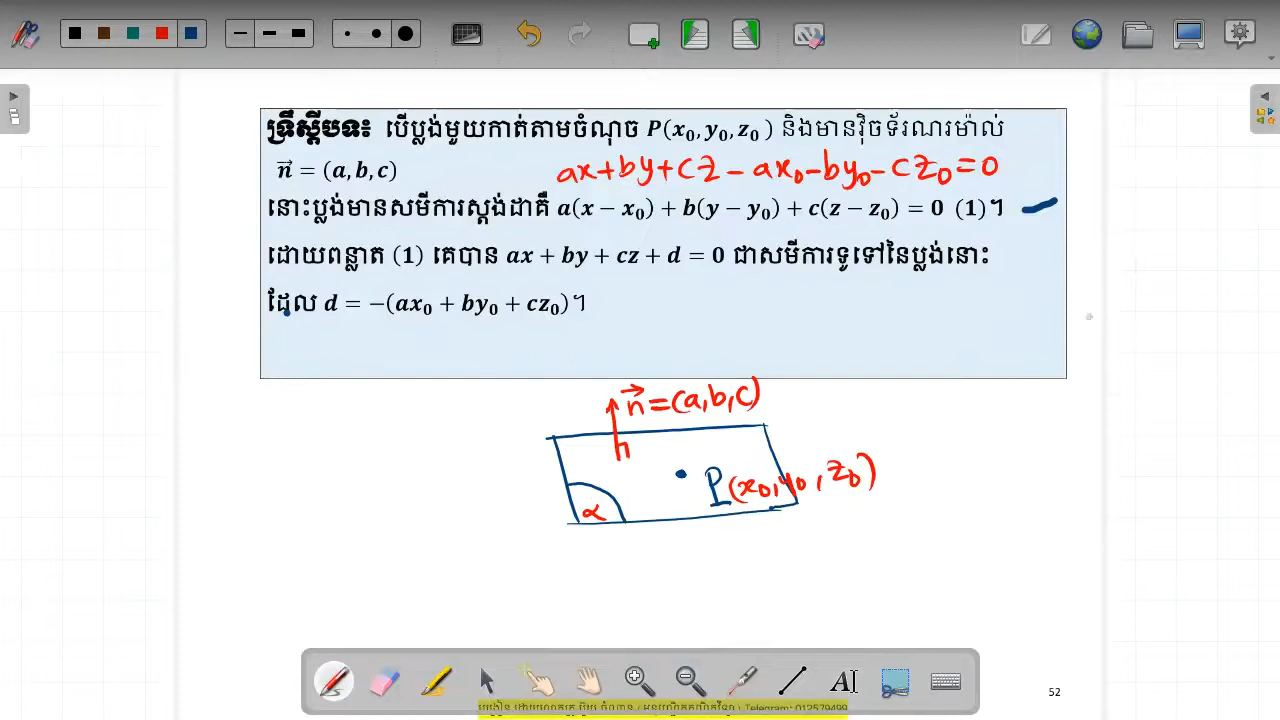 ទ្រឹស្តីបទ៖ បើប្លង់មួយកាត់តាមចំណុច P(x₀, y₀, z₀) និងមានវ៉ិចទ័រណរម៉ាល់
n⃗ = (a, b, c)
ax+by+cz - ax₀-by₀-cz₀=0
នោះប្លង់មានសមីការស្តង់ដាគឺ a(x − x₀) + b(y − y₀) + c(z − z₀) = 0 (1)។
ដោយពន្លាត (1) គេបាន ax + by + cz + d = 0 ជាសមីការទូទៅនៃប្លង់នោះ
ដែល d = −(ax₀ + by₀ + cz₀)។
n⃗=(a,b,c)
P(x₀,y₀,z₀)
α
52
Telegram: 012579499